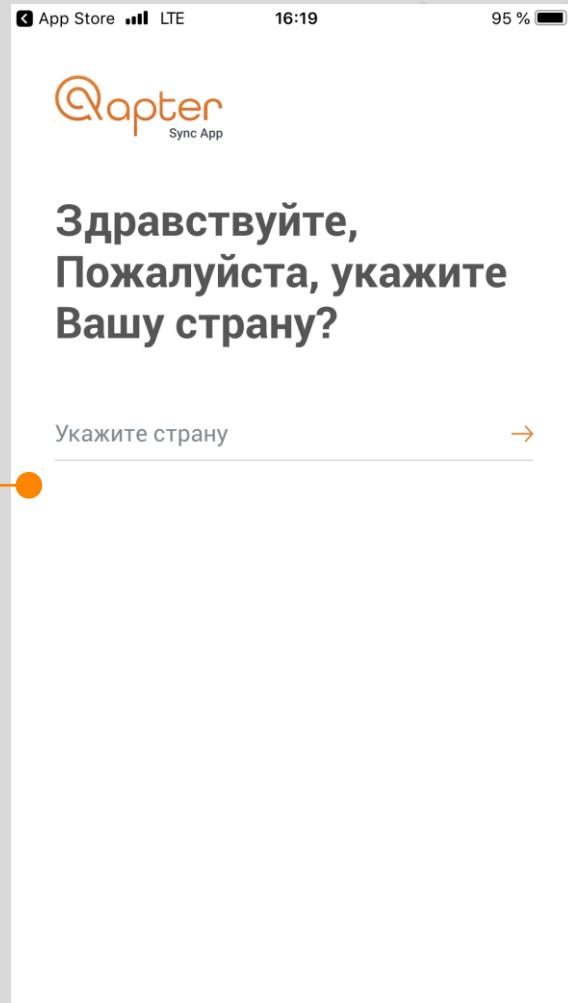 App Store LTE 16:19 95 %
Qapter
Sync App
Здравствуйте,
Пожалуйста, укажите
Вашу страну?
Укажите страну